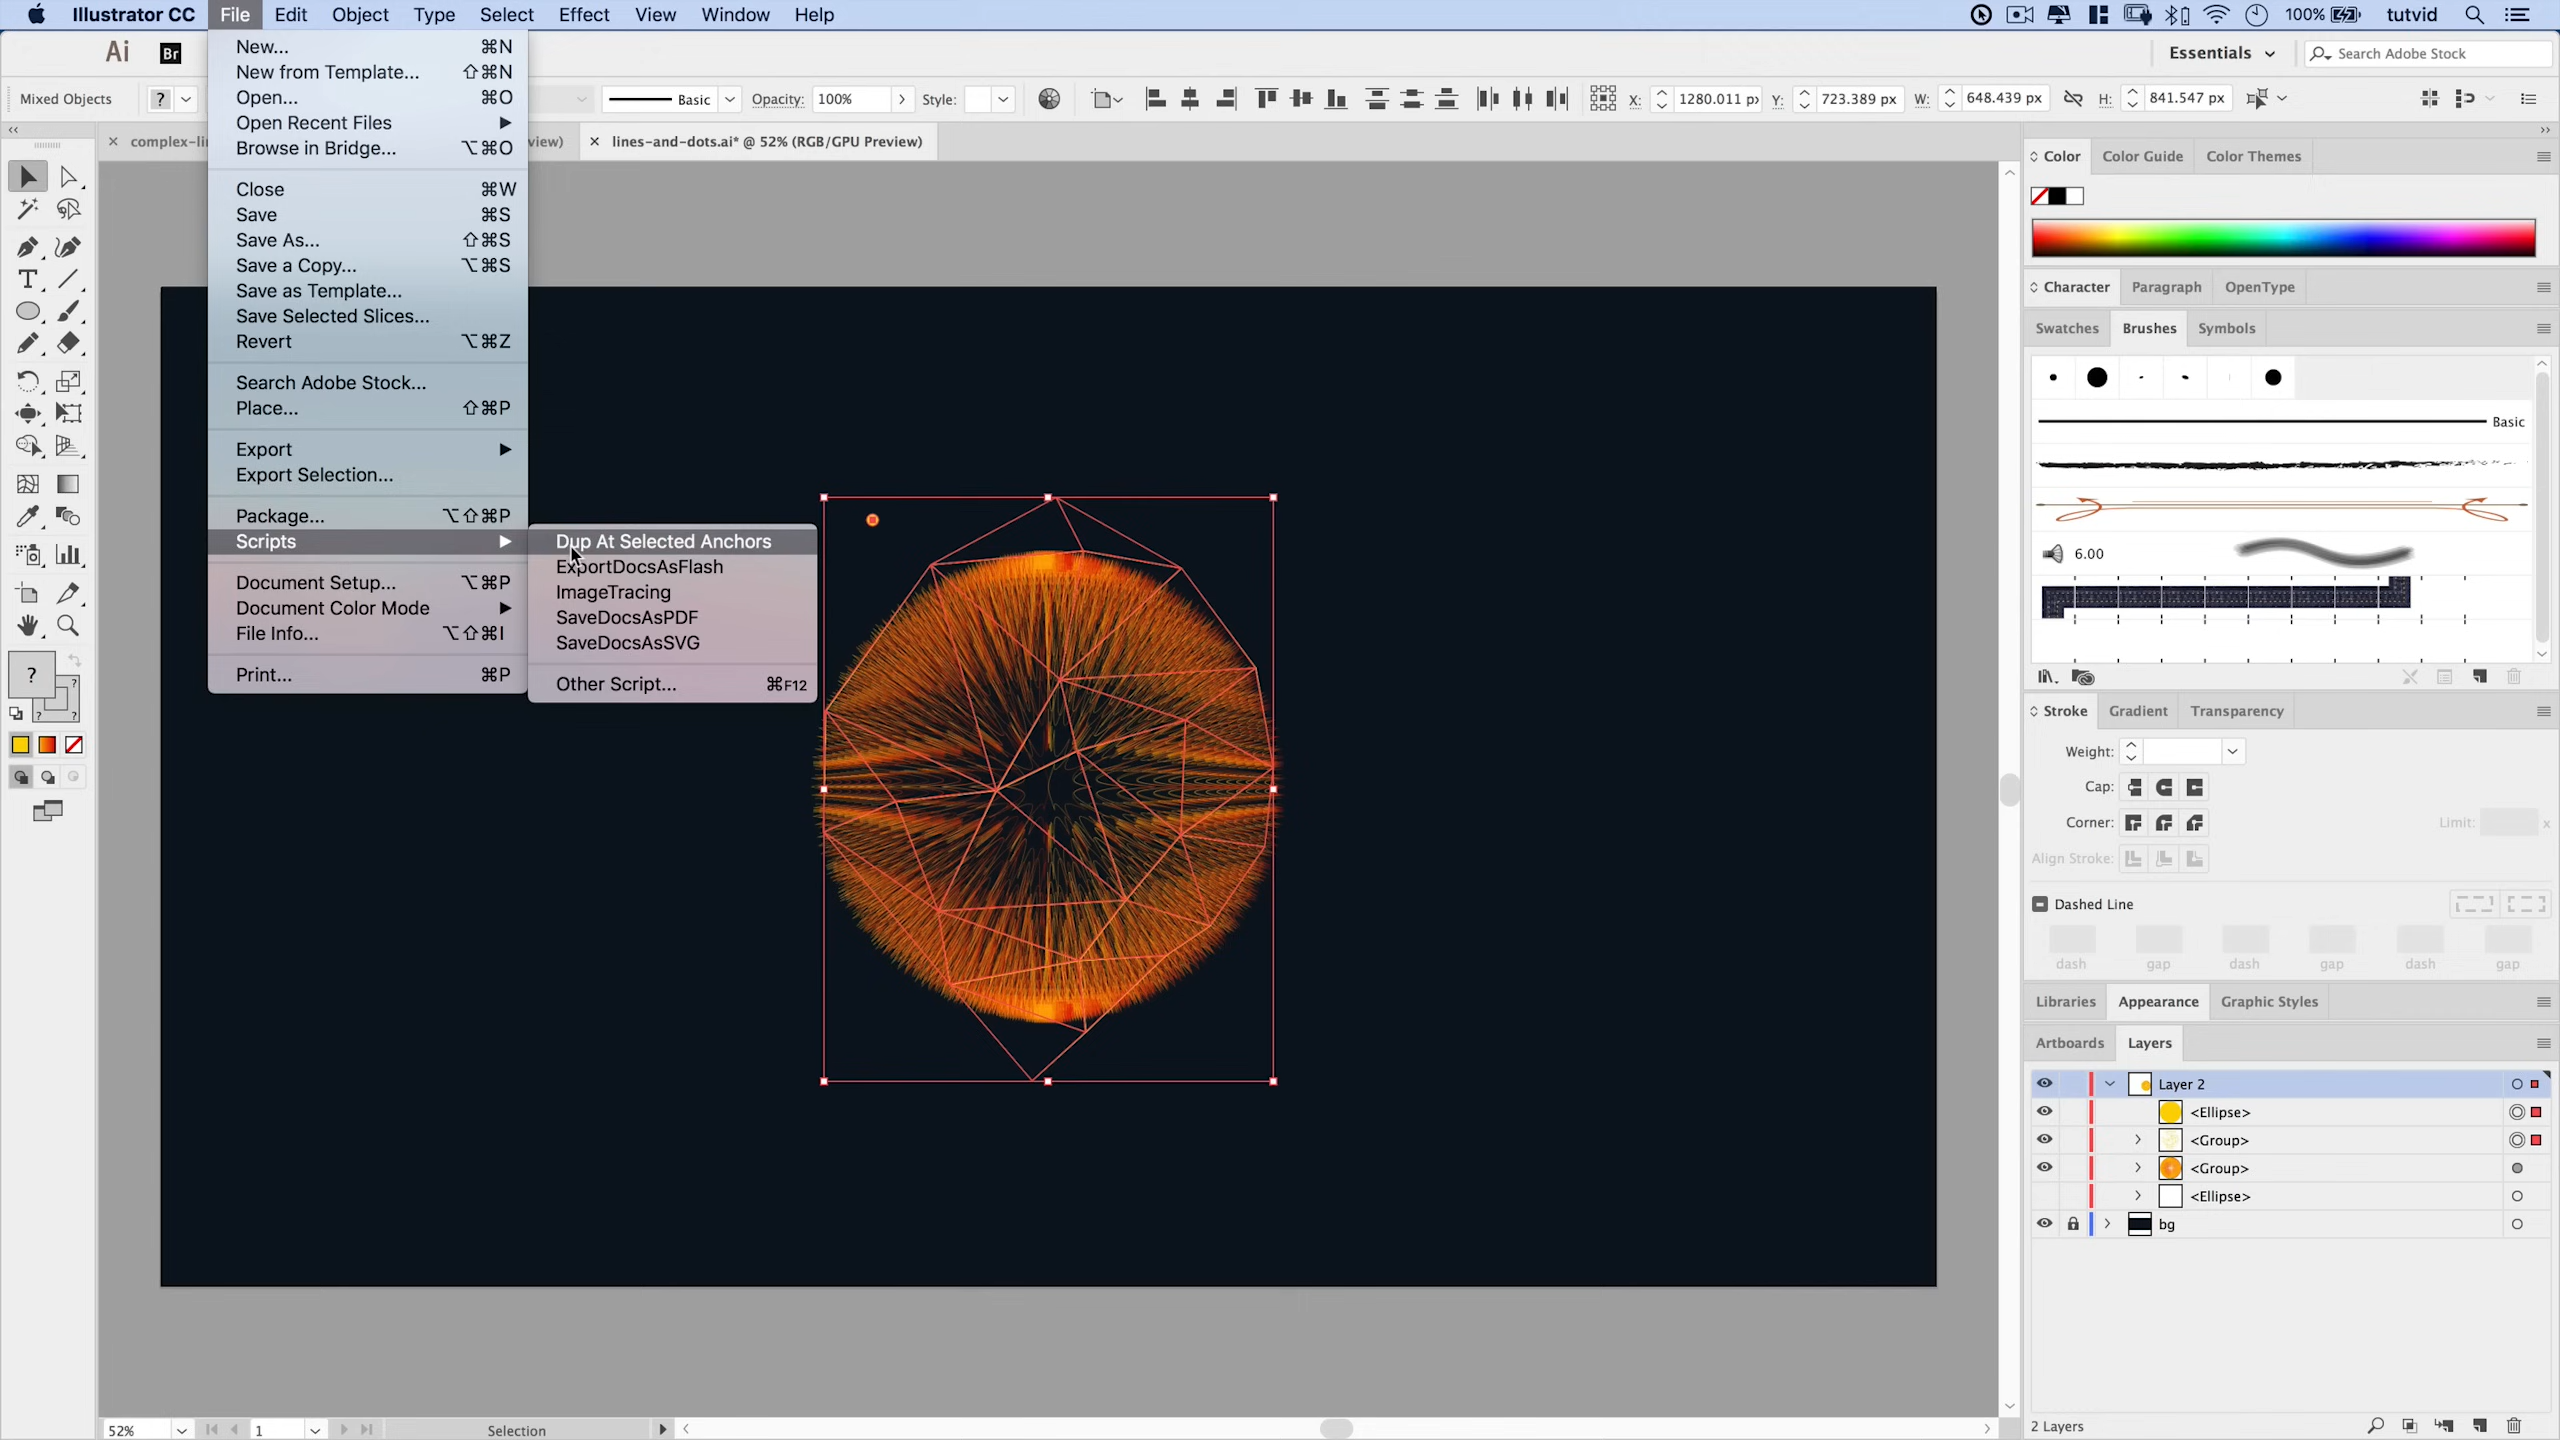 Illustrator CC File Edit Object Type Select Effect View Window Help 100% tutvid
Ai Br Essentials Search Adobe Stock
Mixed Objects ? Basic Opacity: 100% Style: X: 1280.011 px Y: 723.389 px W: 648.439 px H: 841.547 px
× complex-li view) × lines-and-dots.ai* @ 52% (RGB/GPU Preview)
New... ⌘N
New from Template... ⇧⌘N
Open... ⌘O
Open Recent Files
Browse in Bridge... ⌥⌘O
Close ⌘W
Save ⌘S
Save As... ⇧⌘S
Save a Copy... ⌥⌘S
Save as Template...
Save Selected Slices...
Revert ⌥⌘Z
Search Adobe Stock...
Place... ⇧⌘P
Export
Export Selection...
Package... ⌥⇧⌘P
Scripts
Document Setup... ⌥⌘P
Document Color Mode
File Info... ⌥⇧⌘I
Print... ⌘P
Dup At Selected Anchors
ExportDocsAsFlash
ImageTracing
SaveDocsAsPDF
SaveDocsAsSVG
Other Script... ⌘F12
T
?
? ?
Color Color Guide Color Themes
Character Paragraph OpenType
Swatches Brushes Symbols
Basic
6.00
Stroke Gradient Transparency
Weight:
Cap:
Corner: Limit: x
Align Stroke:
Dashed Line
dash gap dash gap dash gap
Libraries Appearance Graphic Styles
Artboards Layers
Layer 2
<Ellipse>
<Group>
<Group>
<Ellipse>
bg
2 Layers
52% 1 Selection